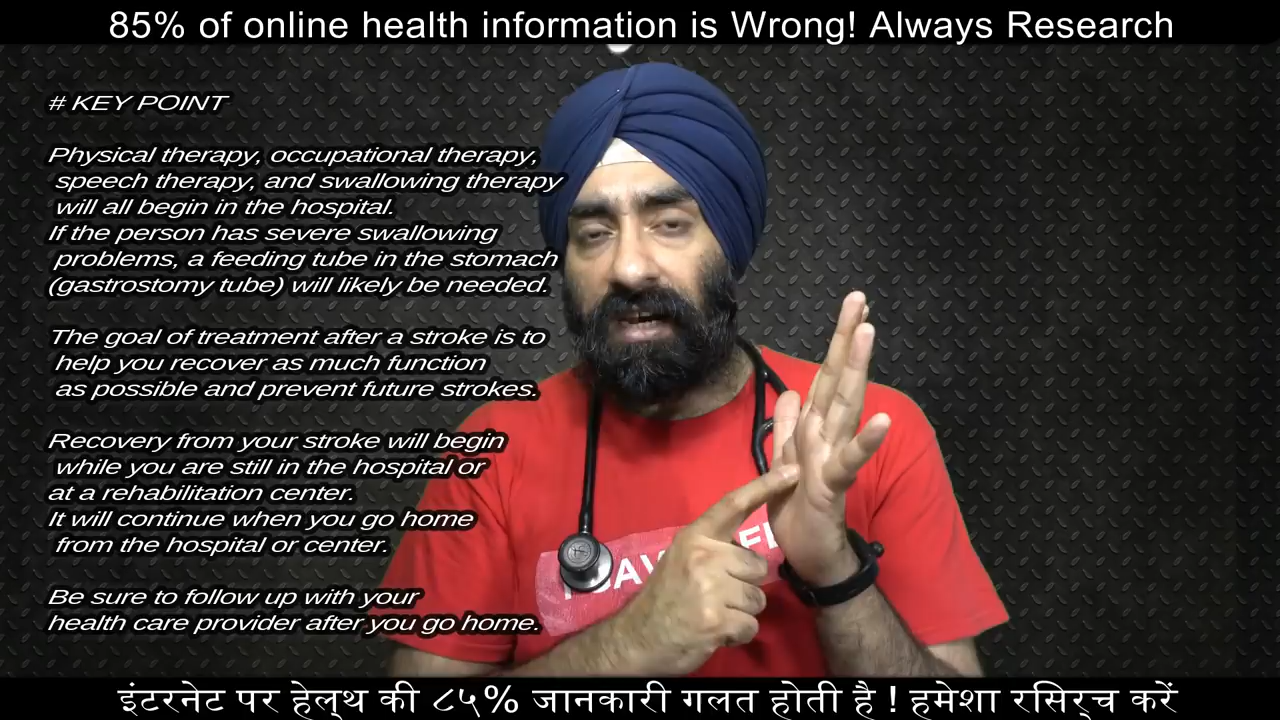 85% of online health information is Wrong! Always Research
# KEY POINT
Physical therapy, occupational therapy,
speech therapy, and swallowing therapy
will all begin in the hospital.
If the person has severe swallowing
problems, a feeding tube in the stomach
(gastrostomy tube) will likely be needed.
The goal of treatment after a stroke is to
help you recover as much function
as possible and prevent future strokes.
Recovery from your stroke will begin
while you are still in the hospital or
at a rehabilitation center.
It will continue when you go home
from the hospital or center.
Be sure to follow up with your
health care provider after you go home.
इंटरनेट पर हेल्थ की ८५% जानकारी गलत होती है ! हमेशा रसिर्च करें